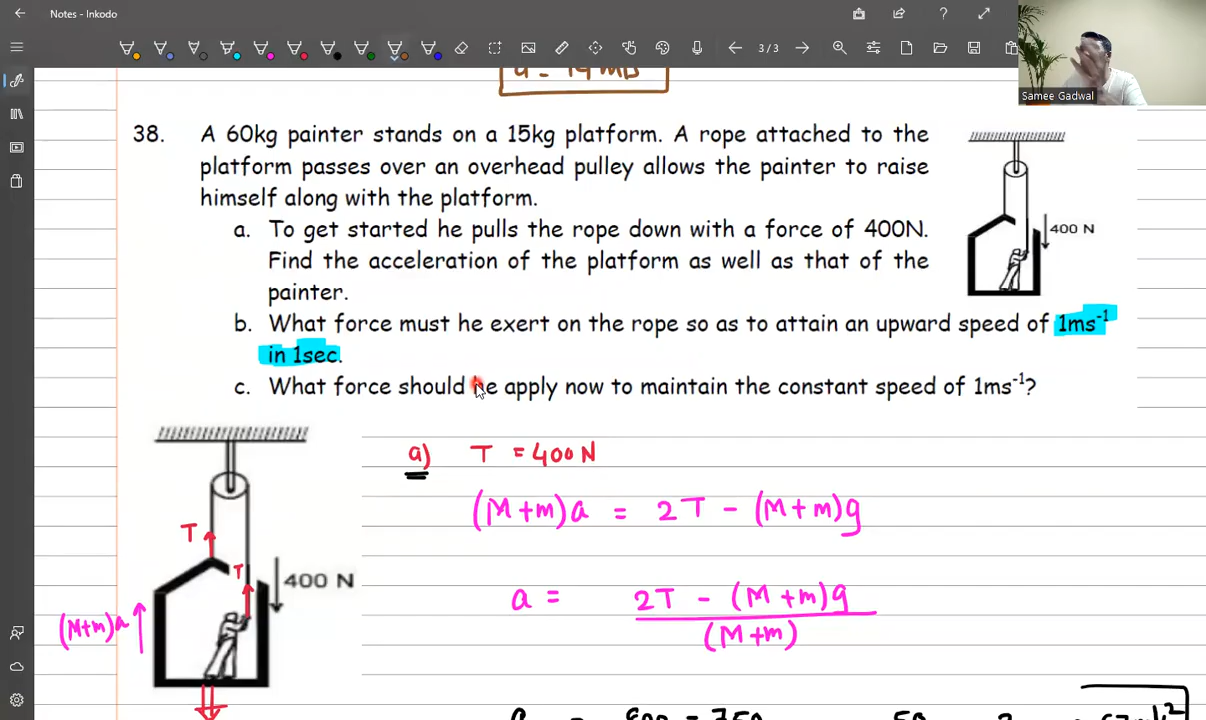 Notes - Inkodo
3/3
Samee Gadwal
38. A 60kg painter stands on a 15kg platform. A rope attached to the
platform passes over an overhead pulley allows the painter to raise
himself along with the platform.
a. To get started he pulls the rope down with a force of 400N.
Find the acceleration of the platform as well as that of the
painter.
400 N
b. What force must he exert on the rope so as to attain an upward speed of 1ms⁻¹
in 1sec.
c. What force should he apply now to maintain the constant speed of 1ms⁻¹?
a) T = 400N
(M+m)a = 2T - (M+m)g
T
T
400 N
a = 2T - (M+m)g
(M+m)
(M+m)a